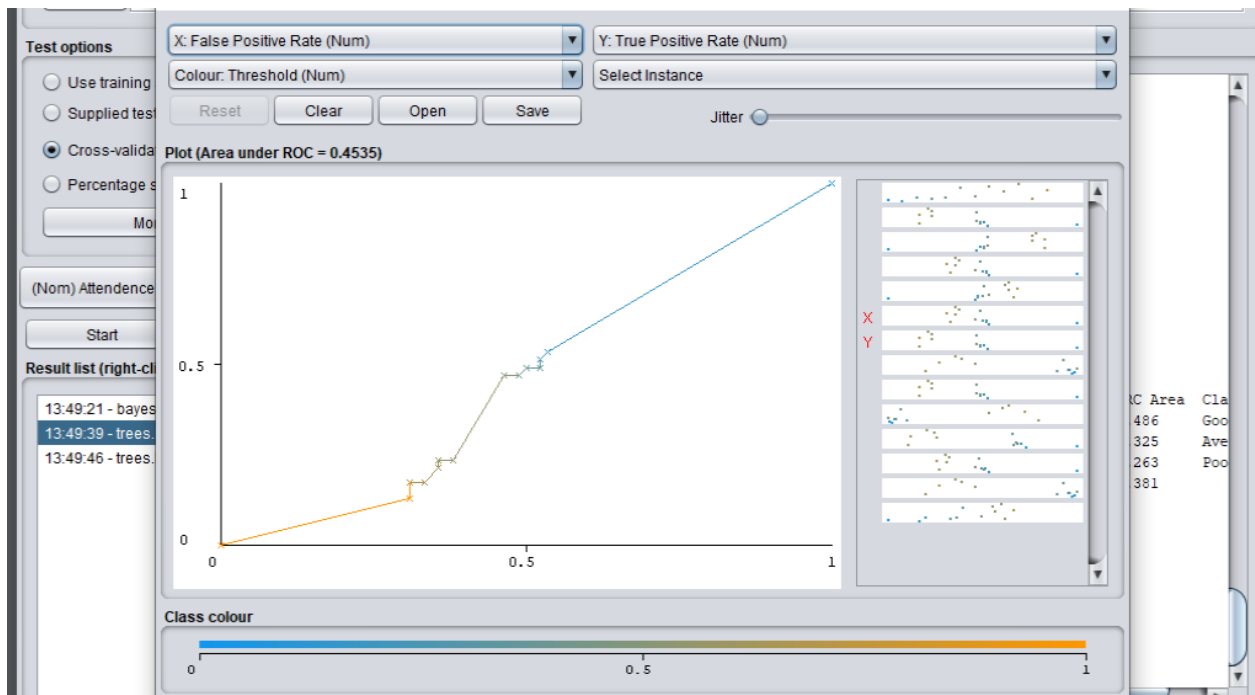 X: False Positive Rate (Num)
Y: True Positive Rate (Num)
Test options
Colour: Threshold (Num)
Select Instance
Use training
Reset
Clear
Open
Save
Supplied test
Jitter
Cross-valida
Plot (Area under ROC = 0.4535)
Percentage s
1
Mor
(Nom) Attendence
X
Start
Y
0.5
Result list (right-cli
13:49:21 - bayes
13:49:39 - trees.
13:49:46 - trees.
RC Area Cla
.486 Goo
.325 Ave
.263 Poo
.381
0
0
0.5
1
Class colour
0
0.5
1